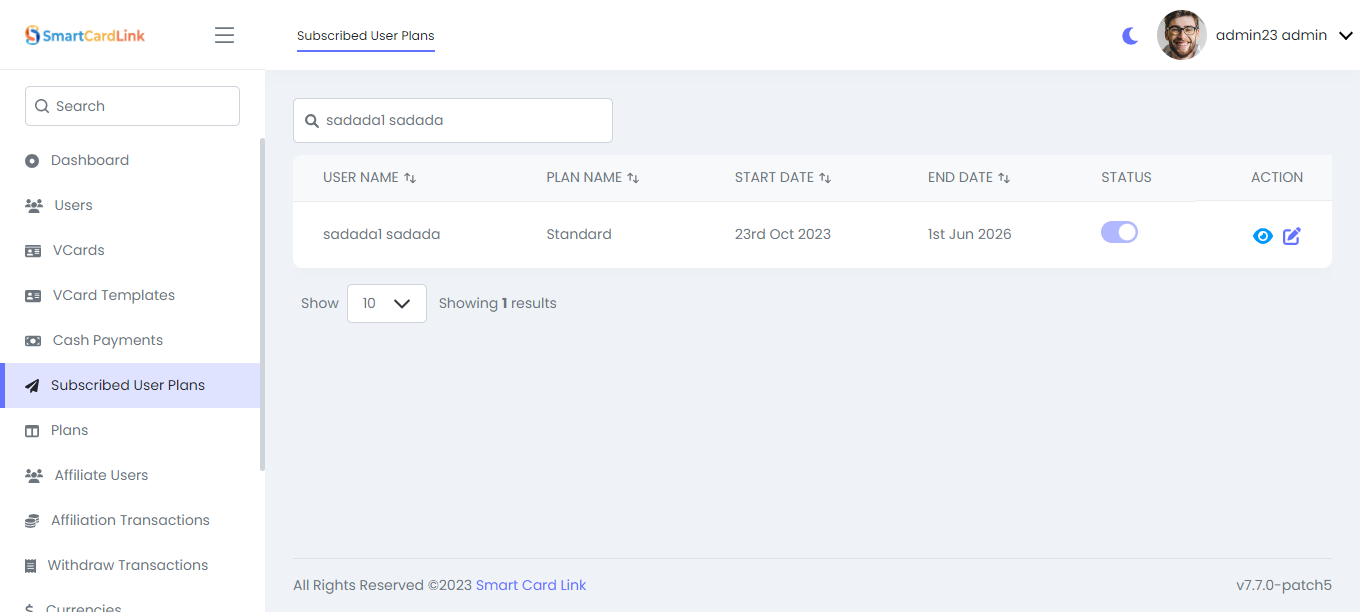 SmartCardLink
Subscribed User Plans
admin23 admin
Search
sadada1 sadada
Dashboard
Users
VCards
VCard Templates
Cash Payments
Subscribed User Plans
Plans
Affiliate Users
Affiliation Transactions
Withdraw Transactions
Currencies
USER NAME PLAN NAME START DATE END DATE STATUS ACTION
sadada1 sadada Standard 23rd Oct 2023 1st Jun 2026
Show 10 Showing 1 results
All Rights Reserved ©2023 Smart Card Link v7.7.0-patch5